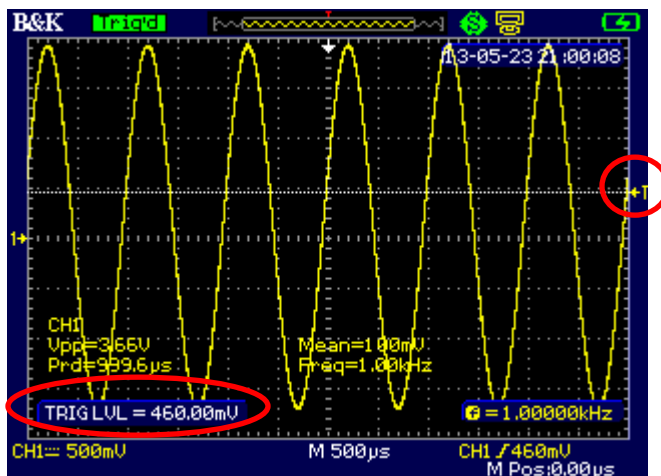 B&K Trig'd
13-05-23 21:00:08
T
1
CH1
Vpp=3.66V Mean=100mV
Prd=999.6µs Freq=1.00kHz
TRIG LVL = 460.00mV f = 1.00000kHz
CH1 500mV M 500µs CH1 460mV
M Pos:0.00µs